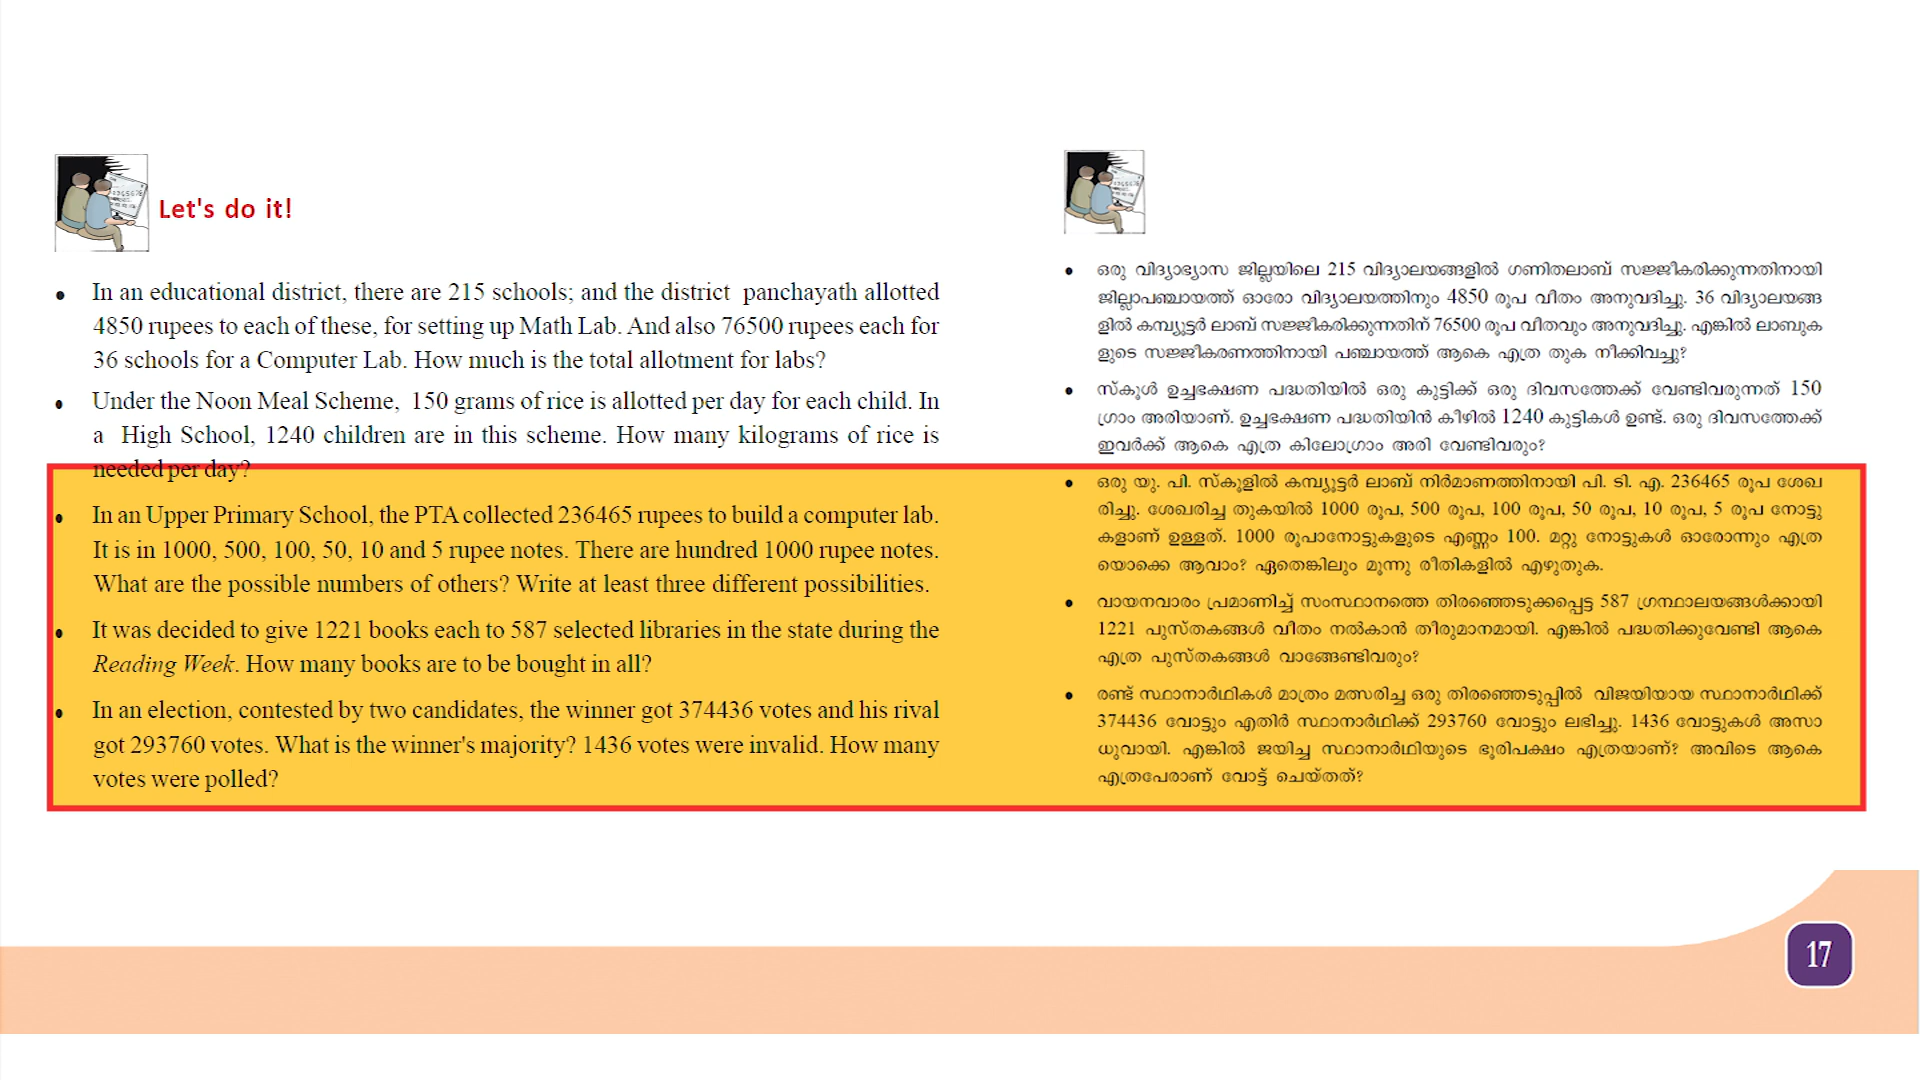 Let's do it!
• In an educational district, there are 215 schools; and the district panchayath allotted
4850 rupees to each of these, for setting up Math Lab. And also 76500 rupees each for
36 schools for a Computer Lab. How much is the total allotment for labs?
• Under the Noon Meal Scheme, 150 grams of rice is allotted per day for each child. In
a High School, 1240 children are in this scheme. How many kilograms of rice is
needed per day?
• In an Upper Primary School, the PTA collected 236465 rupees to build a computer lab.
It is in 1000, 500, 100, 50, 10 and 5 rupee notes. There are hundred 1000 rupee notes.
What are the possible numbers of others? Write at least three different possibilities.
• It was decided to give 1221 books each to 587 selected libraries in the state during the
Reading Week. How many books are to be bought in all?
• In an election, contested by two candidates, the winner got 374436 votes and his rival
got 293760 votes. What is the winner's majority? 1436 votes were invalid. How many
votes were polled?
• ഒരു വിദ്യാഭ്യാസ ജില്ലയിലെ 215 വിദ്യാലയങ്ങളിൽ ഗണിതലാബ് സജ്ജീകരിക്കുന്നതിനായി
ജില്ലാപഞ്ചായത്ത് ഓരോ വിദ്യാലയത്തിനും 4850 രൂപ വീതം അനുവദിച്ചു. 36 വിദ്യാലയങ്ങ
ളിൽ കമ്പ്യൂട്ടർ ലാബ് സജ്ജീകരിക്കുന്നതിന് 76500 രൂപ വീതവും അനുവദിച്ചു. എങ്കിൽ ലാബുക
ളുടെ സജ്ജീകരണത്തിനായി പഞ്ചായത്ത് ആകെ എത്ര തുക നീക്കിവച്ചു?
• സ്കൂൾ ഉച്ചഭക്ഷണ പദ്ധതിയിൽ ഒരു കുട്ടിക്ക് ഒരു ദിവസത്തേക്ക് വേണ്ടിവരുന്നത് 150
ഗ്രാം അരിയാണ്. ഉച്ചഭക്ഷണ പദ്ധതിയിൻ കീഴിൽ 1240 കുട്ടികൾ ഉണ്ട്. ഒരു ദിവസത്തേക്ക്
ഇവർക്ക് ആകെ എത്ര കിലോഗ്രാം അരി വേണ്ടിവരും?
• ഒരു യു. പി. സ്കൂളിൽ കമ്പ്യൂട്ടർ ലാബ് നിർമാണത്തിനായി പി. ടി. എ. 236465 രൂപ ശേഖ
രിച്ചു. ശേഖരിച്ച തുകയിൽ 1000 രൂപ, 500 രൂപ, 100 രൂപ, 50 രൂപ, 10 രൂപ, 5 രൂപ നോട്ടു
കളാണ് ഉള്ളത്. 1000 രൂപാനോട്ടുകളുടെ എണ്ണം 100. മറ്റു നോട്ടുകൾ ഓരോന്നും എത്ര
യൊക്കെ ആവാം? ഏതെങ്കിലും മൂന്നു രീതികളിൽ എഴുതുക.
• വായനവാരം പ്രമാണിച്ച് സംസ്ഥാനത്തെ തിരഞ്ഞെടുക്കപ്പെട്ട 587 ഗ്രന്ഥാലയങ്ങൾക്കായി
1221 പുസ്തകങ്ങൾ വീതം നൽകാൻ തീരുമാനമായി. എങ്കിൽ പദ്ധതിക്കുവേണ്ടി ആകെ
എത്ര പുസ്തകങ്ങൾ വാങ്ങേണ്ടിവരും?
• രണ്ട് സ്ഥാനാർഥികൾ മാത്രം മത്സരിച്ച ഒരു തിരഞ്ഞെടുപ്പിൽ വിജയിയായ സ്ഥാനാർഥിക്ക്
374436 വോട്ടും എതിർ സ്ഥാനാർഥിക്ക് 293760 വോട്ടും ലഭിച്ചു. 1436 വോട്ടുകൾ അസാ
ധുവായി. എങ്കിൽ ജയിച്ച സ്ഥാനാർഥിയുടെ ഭൂരിപക്ഷം എത്രയാണ്? അവിടെ ആകെ
എത്രപേരാണ് വോട്ട് ചെയ്തത്?
17